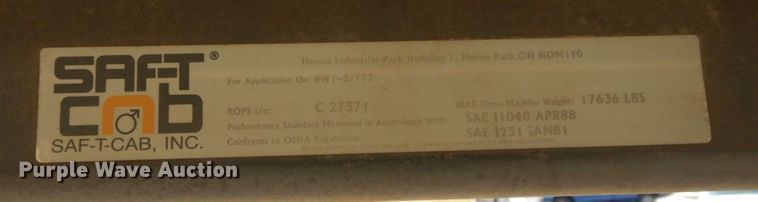 SAF-T ®
cab
SAF-T-CAB, INC.
Huron Industrial Park Building 7, Huron Park, ON NOM1Y0
For Application On: BW142/172
ROPS s/n: C 27371 MAX Gross Machine Weight: 17636 LBS
Performance Standard Mounted in Accordance With: SAE J1040 APR88
Conforms to OSHA Regulation: SAE J231 JAN81
Purple Wave Auction